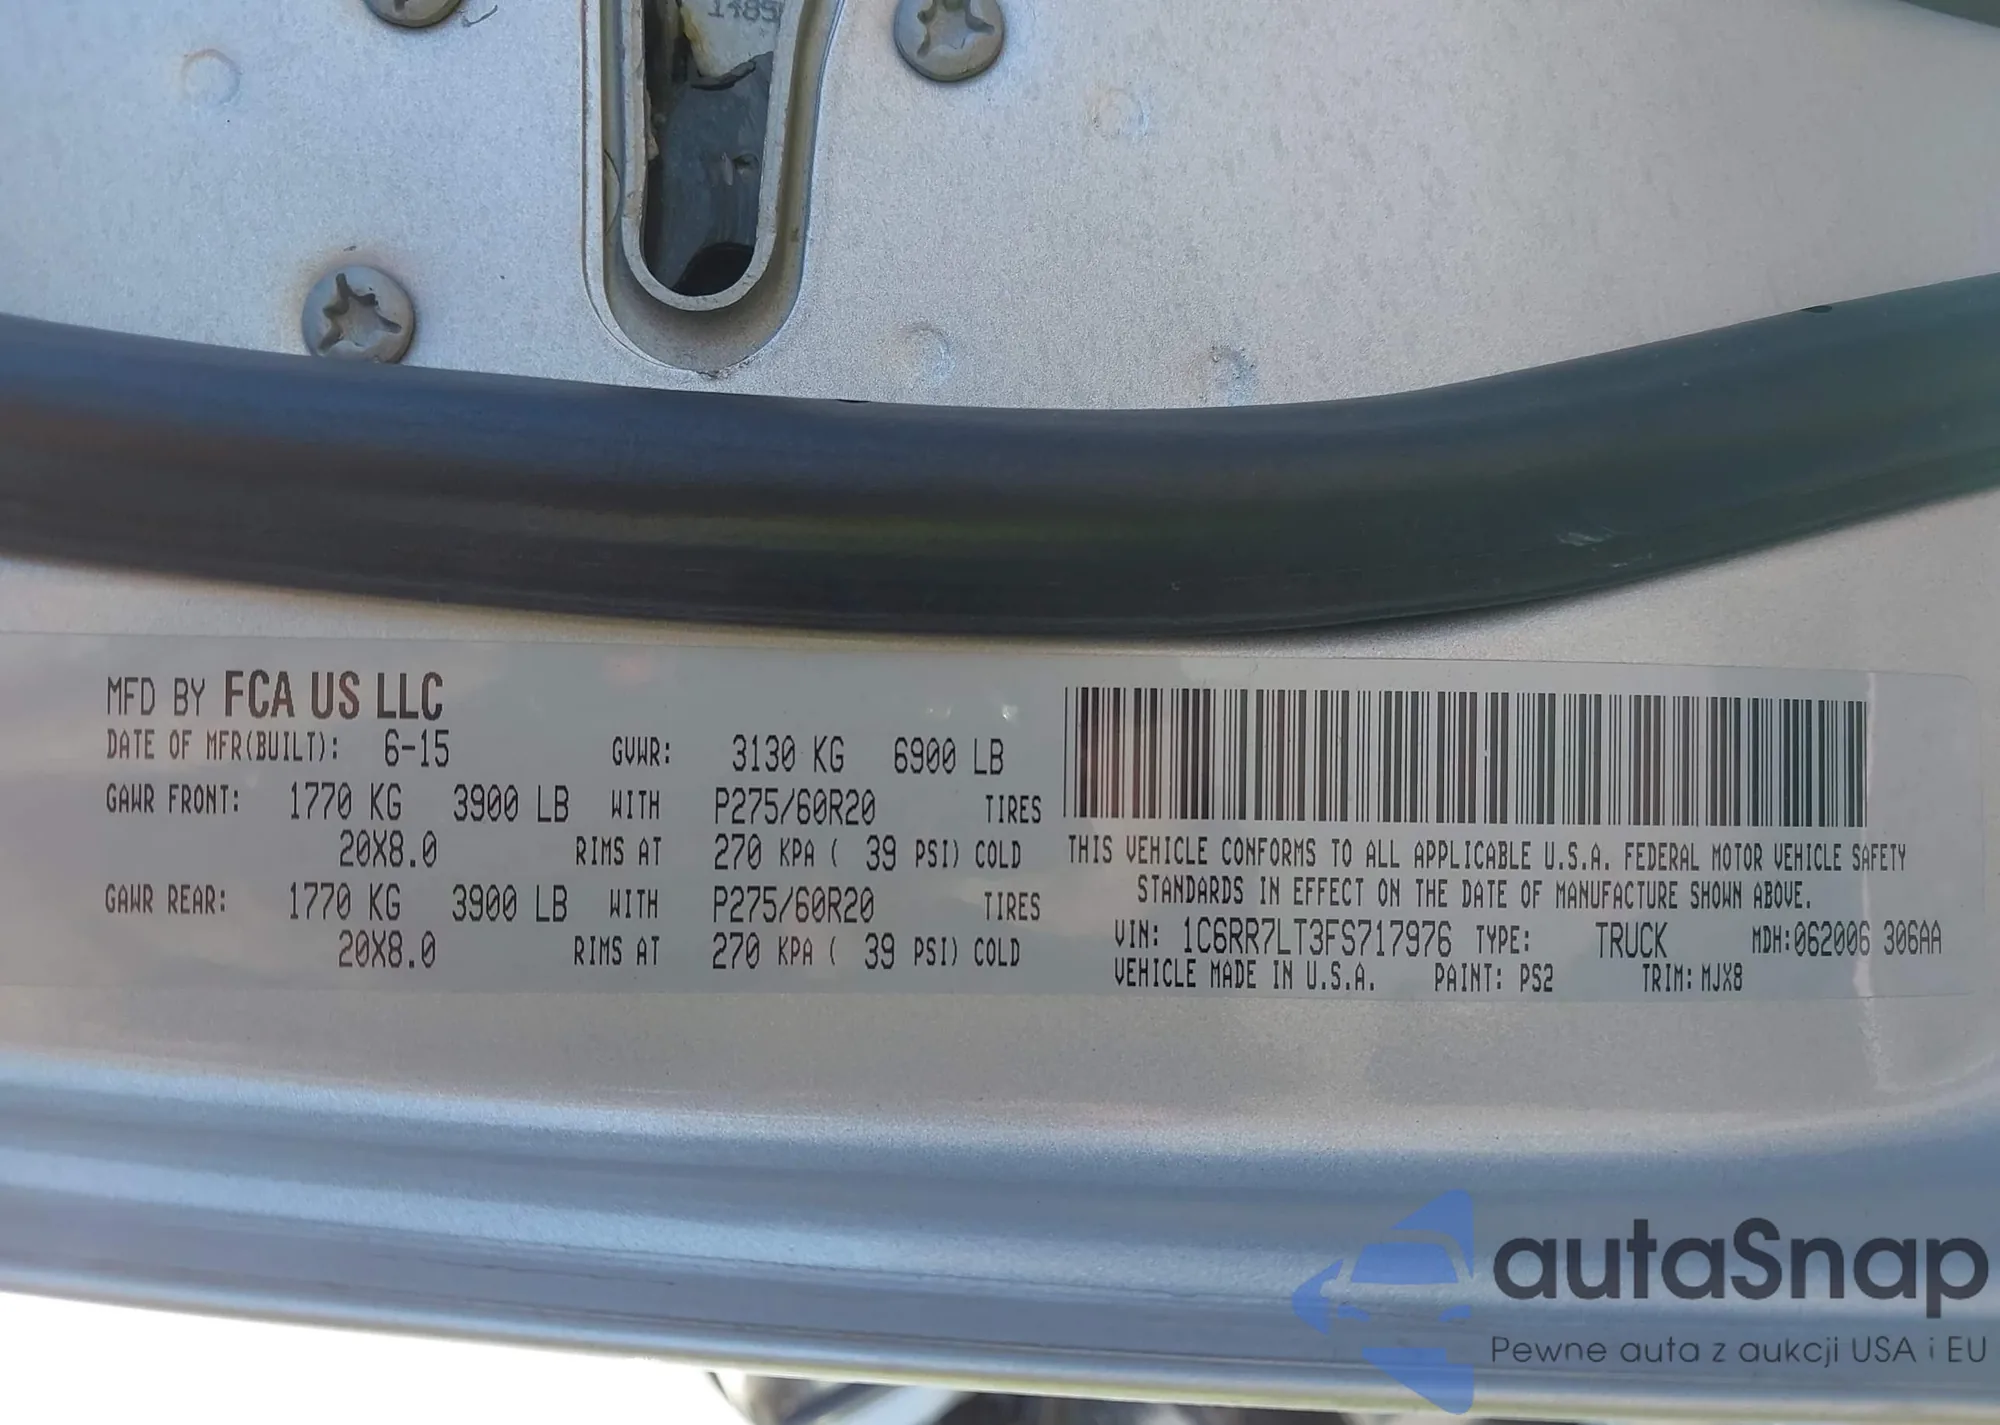 MFD BY FCA US LLC
DATE OF MFR(BUILT): 6-15 GVWR: 3130 KG 6900 LB
GAWR FRONT: 1770 KG 3900 LB WITH P275/60R20 TIRES
20X8.0 RIMS AT 270 KPA ( 39 PSI) COLD
GAWR REAR: 1770 KG 3900 LB WITH P275/60R20 TIRES
20X8.0 RIMS AT 270 KPA ( 39 PSI) COLD
THIS VEHICLE CONFORMS TO ALL APPLICABLE U.S.A. FEDERAL MOTOR VEHICLE SAFETY
STANDARDS IN EFFECT ON THE DATE OF MANUFACTURE SHOWN ABOVE.
VIN: 1C6RR7LT3FS717976 TYPE: TRUCK MDH:062006 306AA
VEHICLE MADE IN U.S.A. PAINT: PS2 TRIM: MJX8
autaSnap
Pewne auta z aukcji USA i EU